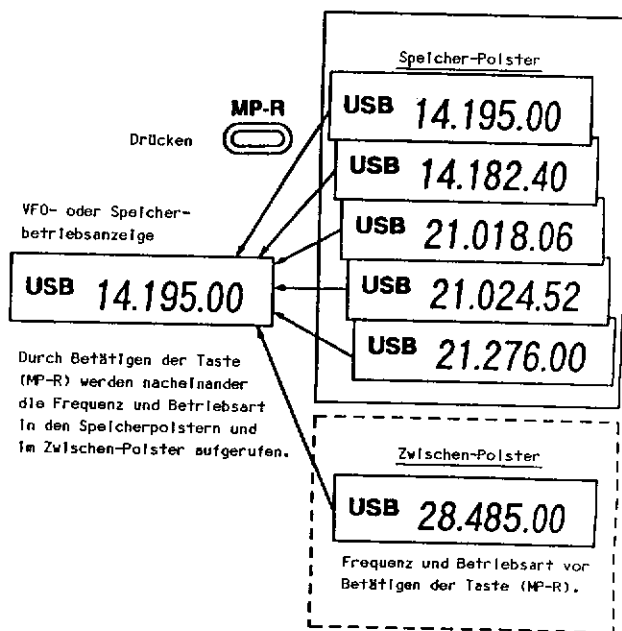 Speicher-Polster
MP-R
Drücken
USB 14.195.00
USB 14.182.40
USB 21.018.06
USB 21.024.52
USB 21.276.00
VFO- oder Speicher-
betriebsanzeige
USB 14.195.00
Durch Betätigen der Taste
(MP-R) werden nacheinander
die Frequenz und Betriebsart
in den Speicherpolstern und
im Zwischen-Polster aufgerufen.
Zwischen-Polster
USB 28.485.00
Frequenz und Betriebsart vor
Betätigen der Taste (MP-R).